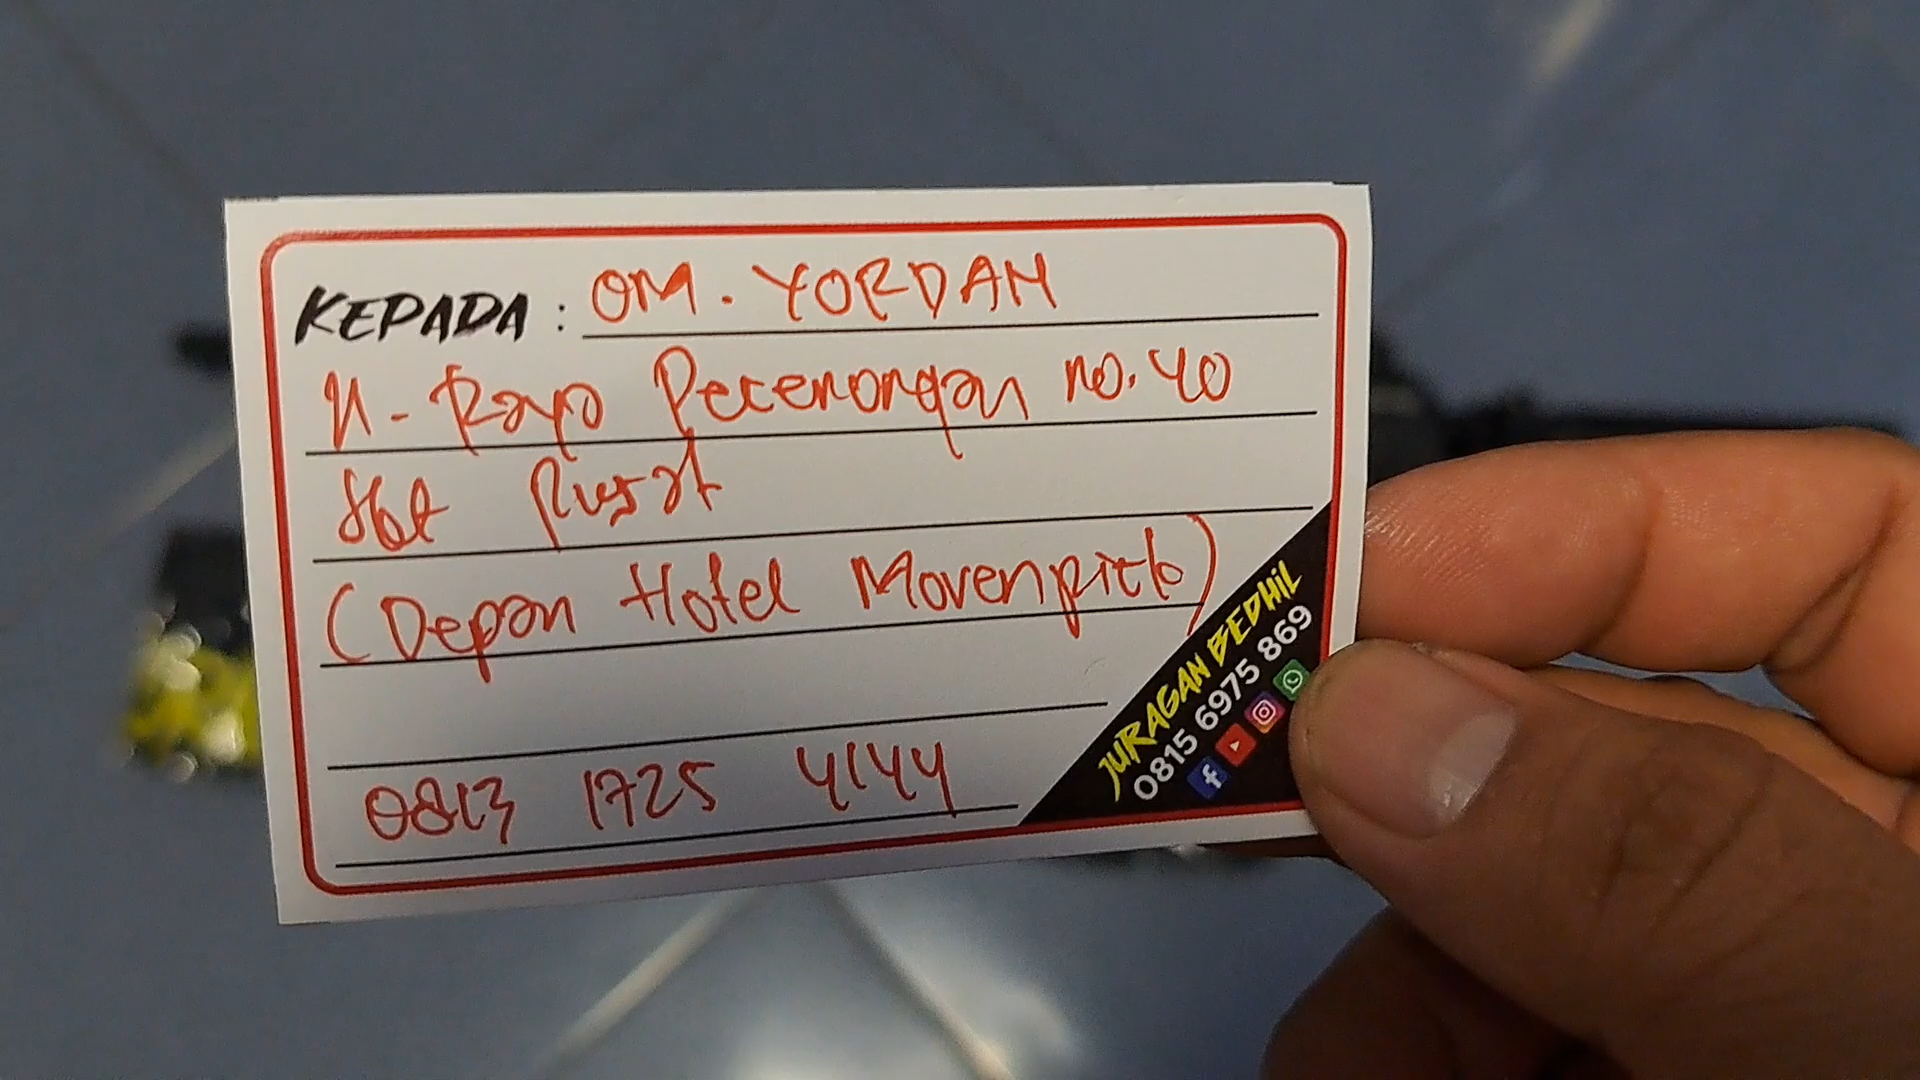 KEPADA : OM. YORDAN
Jl. Raya Pecenongan no. 40
Jkt Pusat
(Depan Hotel Movenpick)
0813 1725 4144
JURAGAN BEDHIL
0815 6975 869